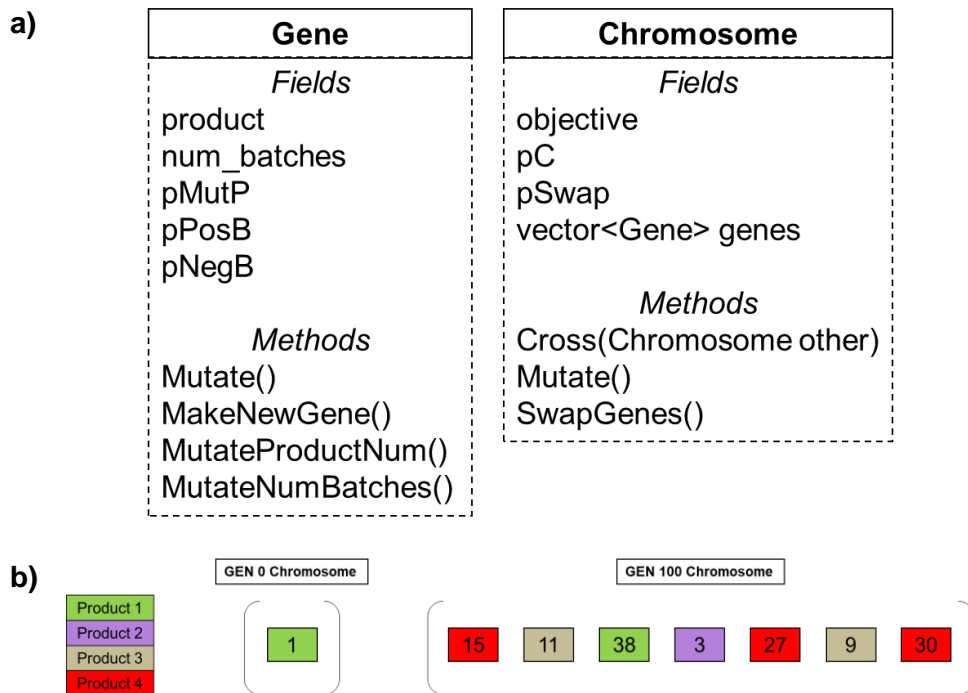 a)
Gene
Fields
product
num_batches
pMutP
pPosB
pNegB
Methods
Mutate()
MakeNewGene()
MutateProductNum()
MutateNumBatches()
Chromosome
Fields
objective
pC
pSwap
vector<Gene> genes
Methods
Cross(Chromosome other)
Mutate()
SwapGenes()
b)
Product 1
Product 2
Product 3
Product 4
GEN 0 Chromosome
1
GEN 100 Chromosome
15 11 38 3 27 9 30